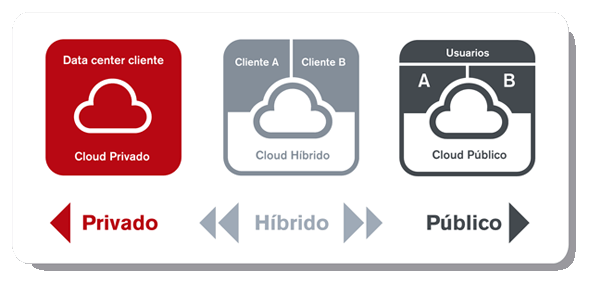 Data center cliente
Cloud Privado
Cliente A
Cliente B
Cloud Híbrido
Usuarios
A
B
Cloud Público
Privado
Híbrido
Público